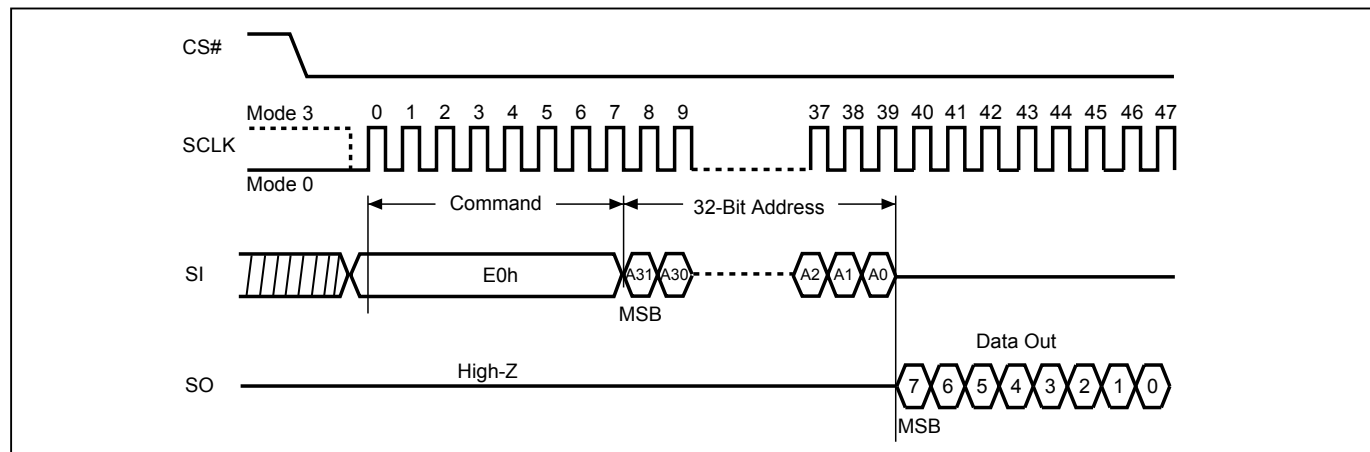 CS#
Mode 3
0 1 2 3 4 5 6 7 8 9 37 38 39 40 41 42 43 44 45 46 47
SCLK
Mode 0
Command
32-Bit Address
SI
E0h
A31 A30 A2 A1 A0
MSB
Data Out
High-Z
SO
7 6 5 4 3 2 1 0
MSB